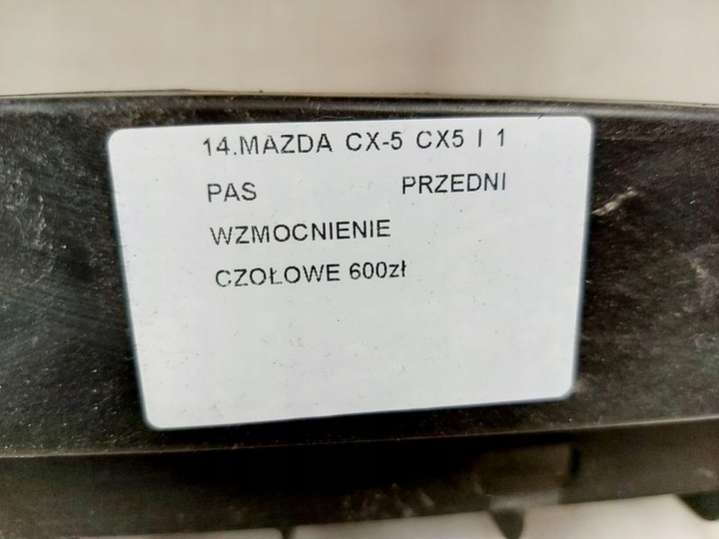 14.MAZDA CX-5 CX5 I 1
PAS PRZEDNI
WZMOCNIENIE
CZOŁOWE 600zł